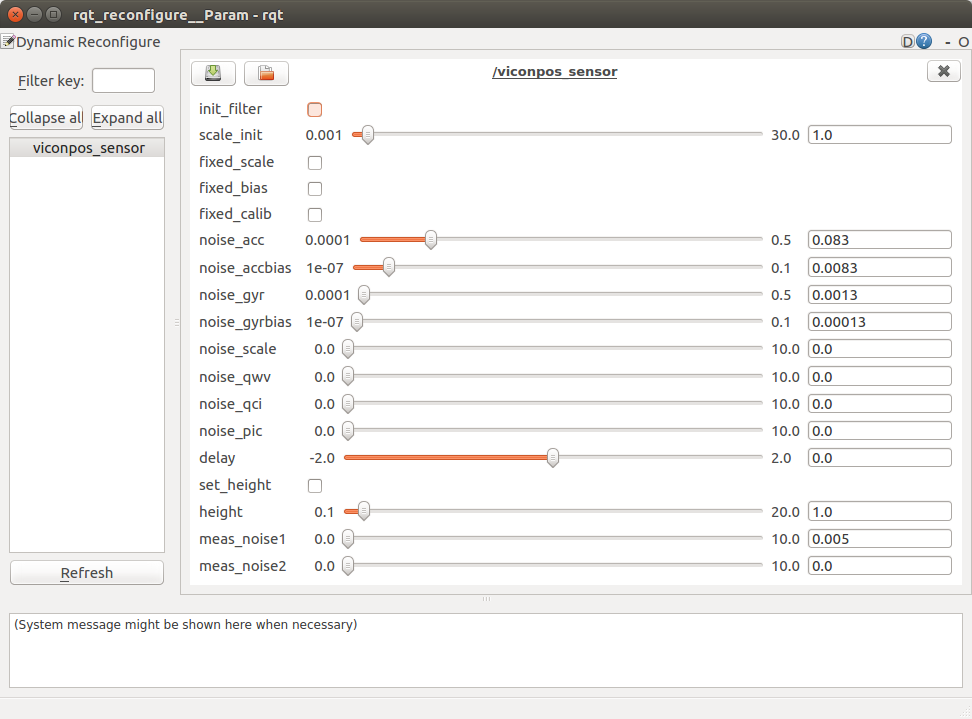 rqt_reconfigure__Param - rqt
Dynamic Reconfigure D ? - O
Filter key:
Collapse all Expand all
viconpos_sensor
Refresh
/viconpos_sensor
init_filter
scale_init 0.001 30.0 1.0
fixed_scale
fixed_bias
fixed_calib
noise_acc 0.0001 0.5 0.083
noise_accbias 1e-07 0.1 0.0083
noise_gyr 0.0001 0.5 0.0013
noise_gyrbias 1e-07 0.1 0.00013
noise_scale 0.0 10.0 0.0
noise_qwv 0.0 10.0 0.0
noise_qci 0.0 10.0 0.0
noise_pic 0.0 10.0 0.0
delay -2.0 2.0 0.0
set_height
height 0.1 20.0 1.0
meas_noise1 0.0 10.0 0.005
meas_noise2 0.0 10.0 0.0
(System message might be shown here when necessary)